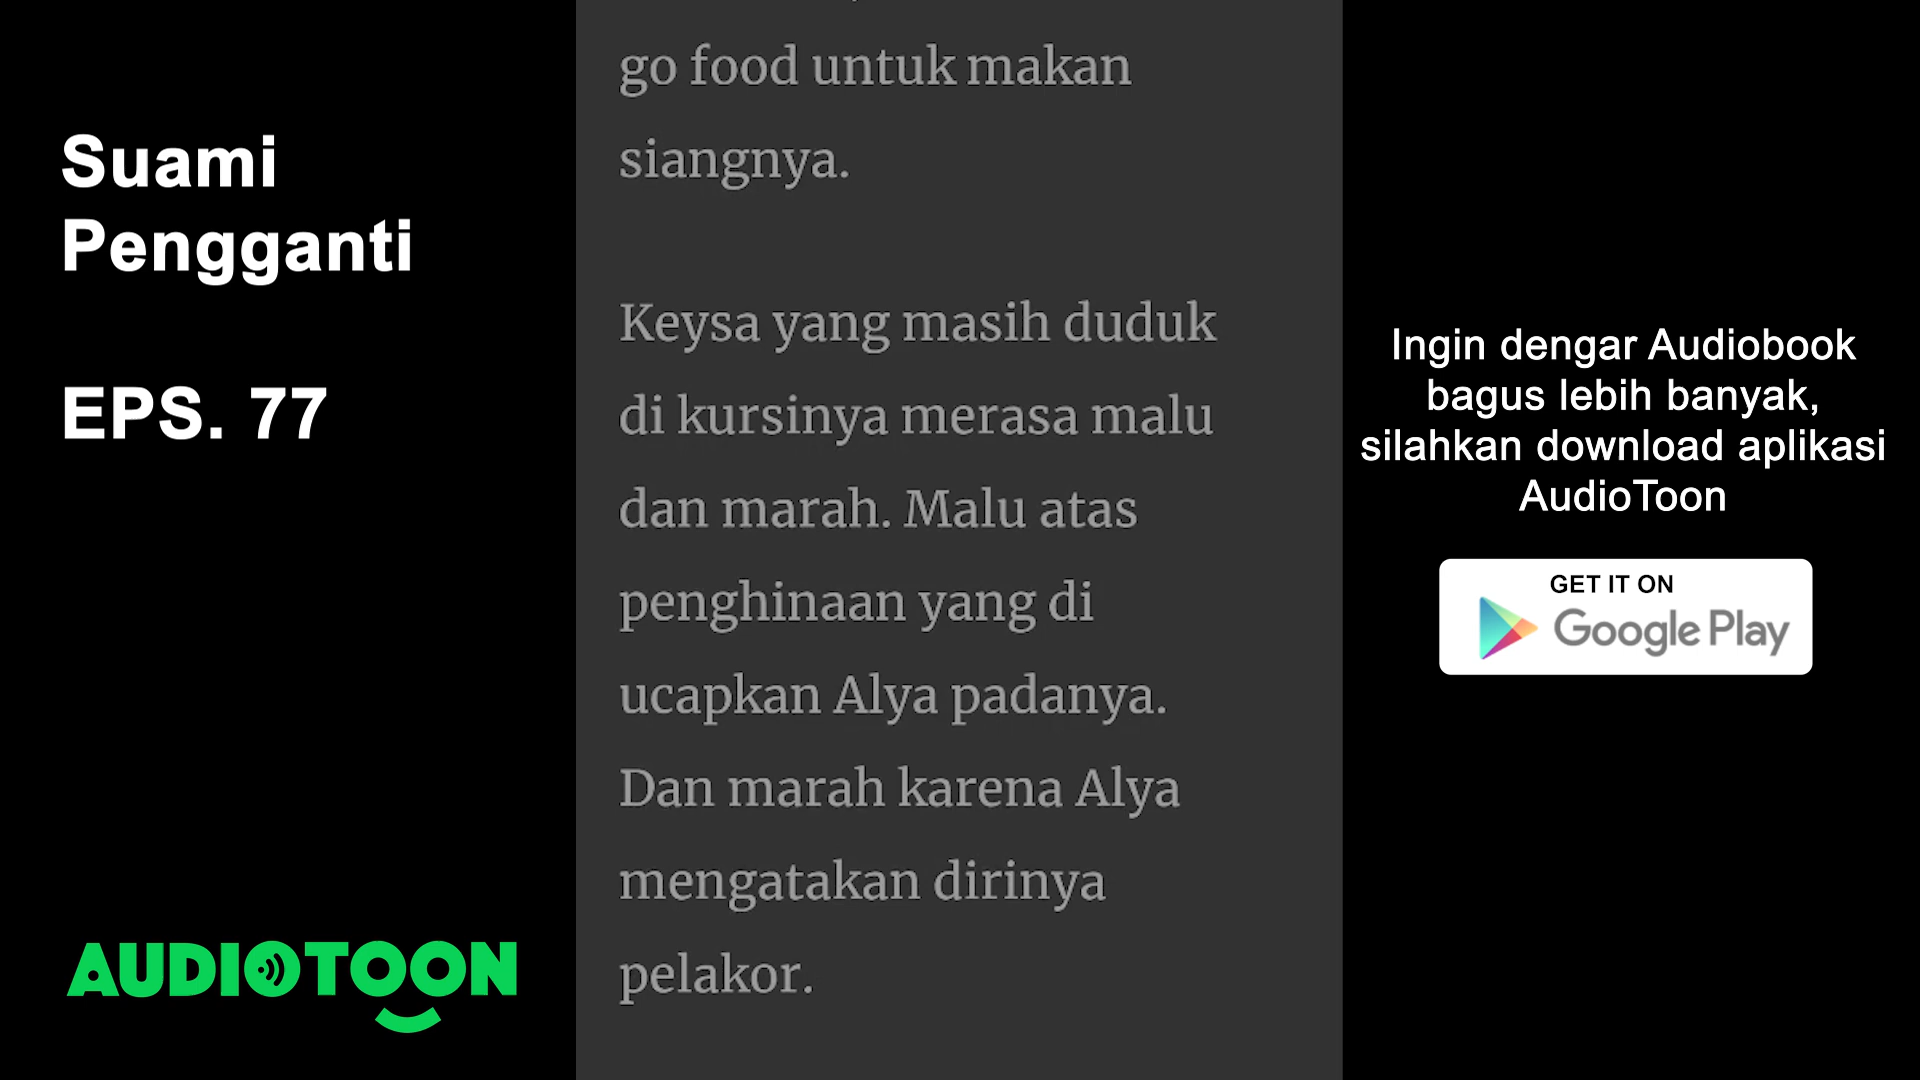 Suami
Pengganti
EPS. 77
AUDIOTOON
go food untuk makan
siangnya.
Keysa yang masih duduk
di kursinya merasa malu
dan marah. Malu atas
penghinaan yang di
ucapkan Alya padanya.
Dan marah karena Alya
mengatakan dirinya
pelakor.
Ingin dengar Audiobook
bagus lebih banyak,
silahkan download aplikasi
AudioToon
GET IT ON
Google Play